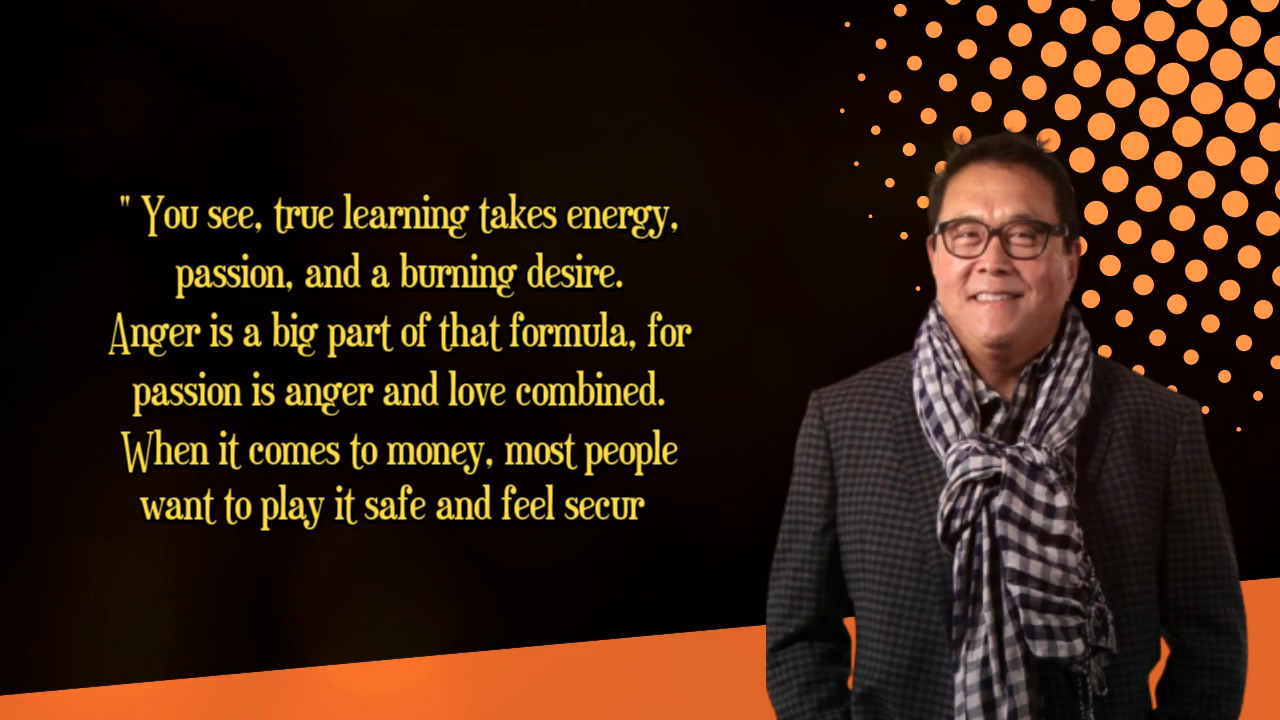 " You see, true learning takes energy,
passion, and a burning desire.
Anger is a big part of that formula, for
passion is anger and love combined.
When it comes to money, most people
want to play it safe and feel secur